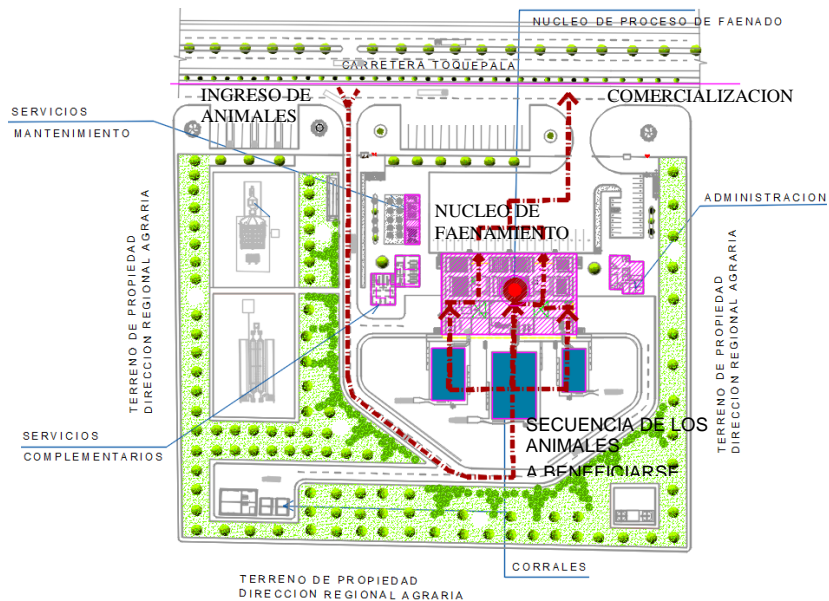 NUCLEO DE PROCESO DE FAENADO
CARRETERA TOQUEPALA
INGRESO DE
ANIMALES
COMERCIALIZACION
SERVICIOS
MANTENIMIENTO
ADMINISTRACION
NUCLEO DE
FAENAMIENTO
TERRENO DE PROPIEDAD
DIRECCION REGIONAL AGRARIA
TERRENO DE PROPIEDAD
DIRECCION REGIONAL AGRARIA
SERVICIOS
COMPLEMENTARIOS
SECUENCIA DE LOS
ANIMALES
A BENEFICIARSE
CORRALES
TERRENO DE PROPIEDAD
DIRECCION REGIONAL AGRARIA